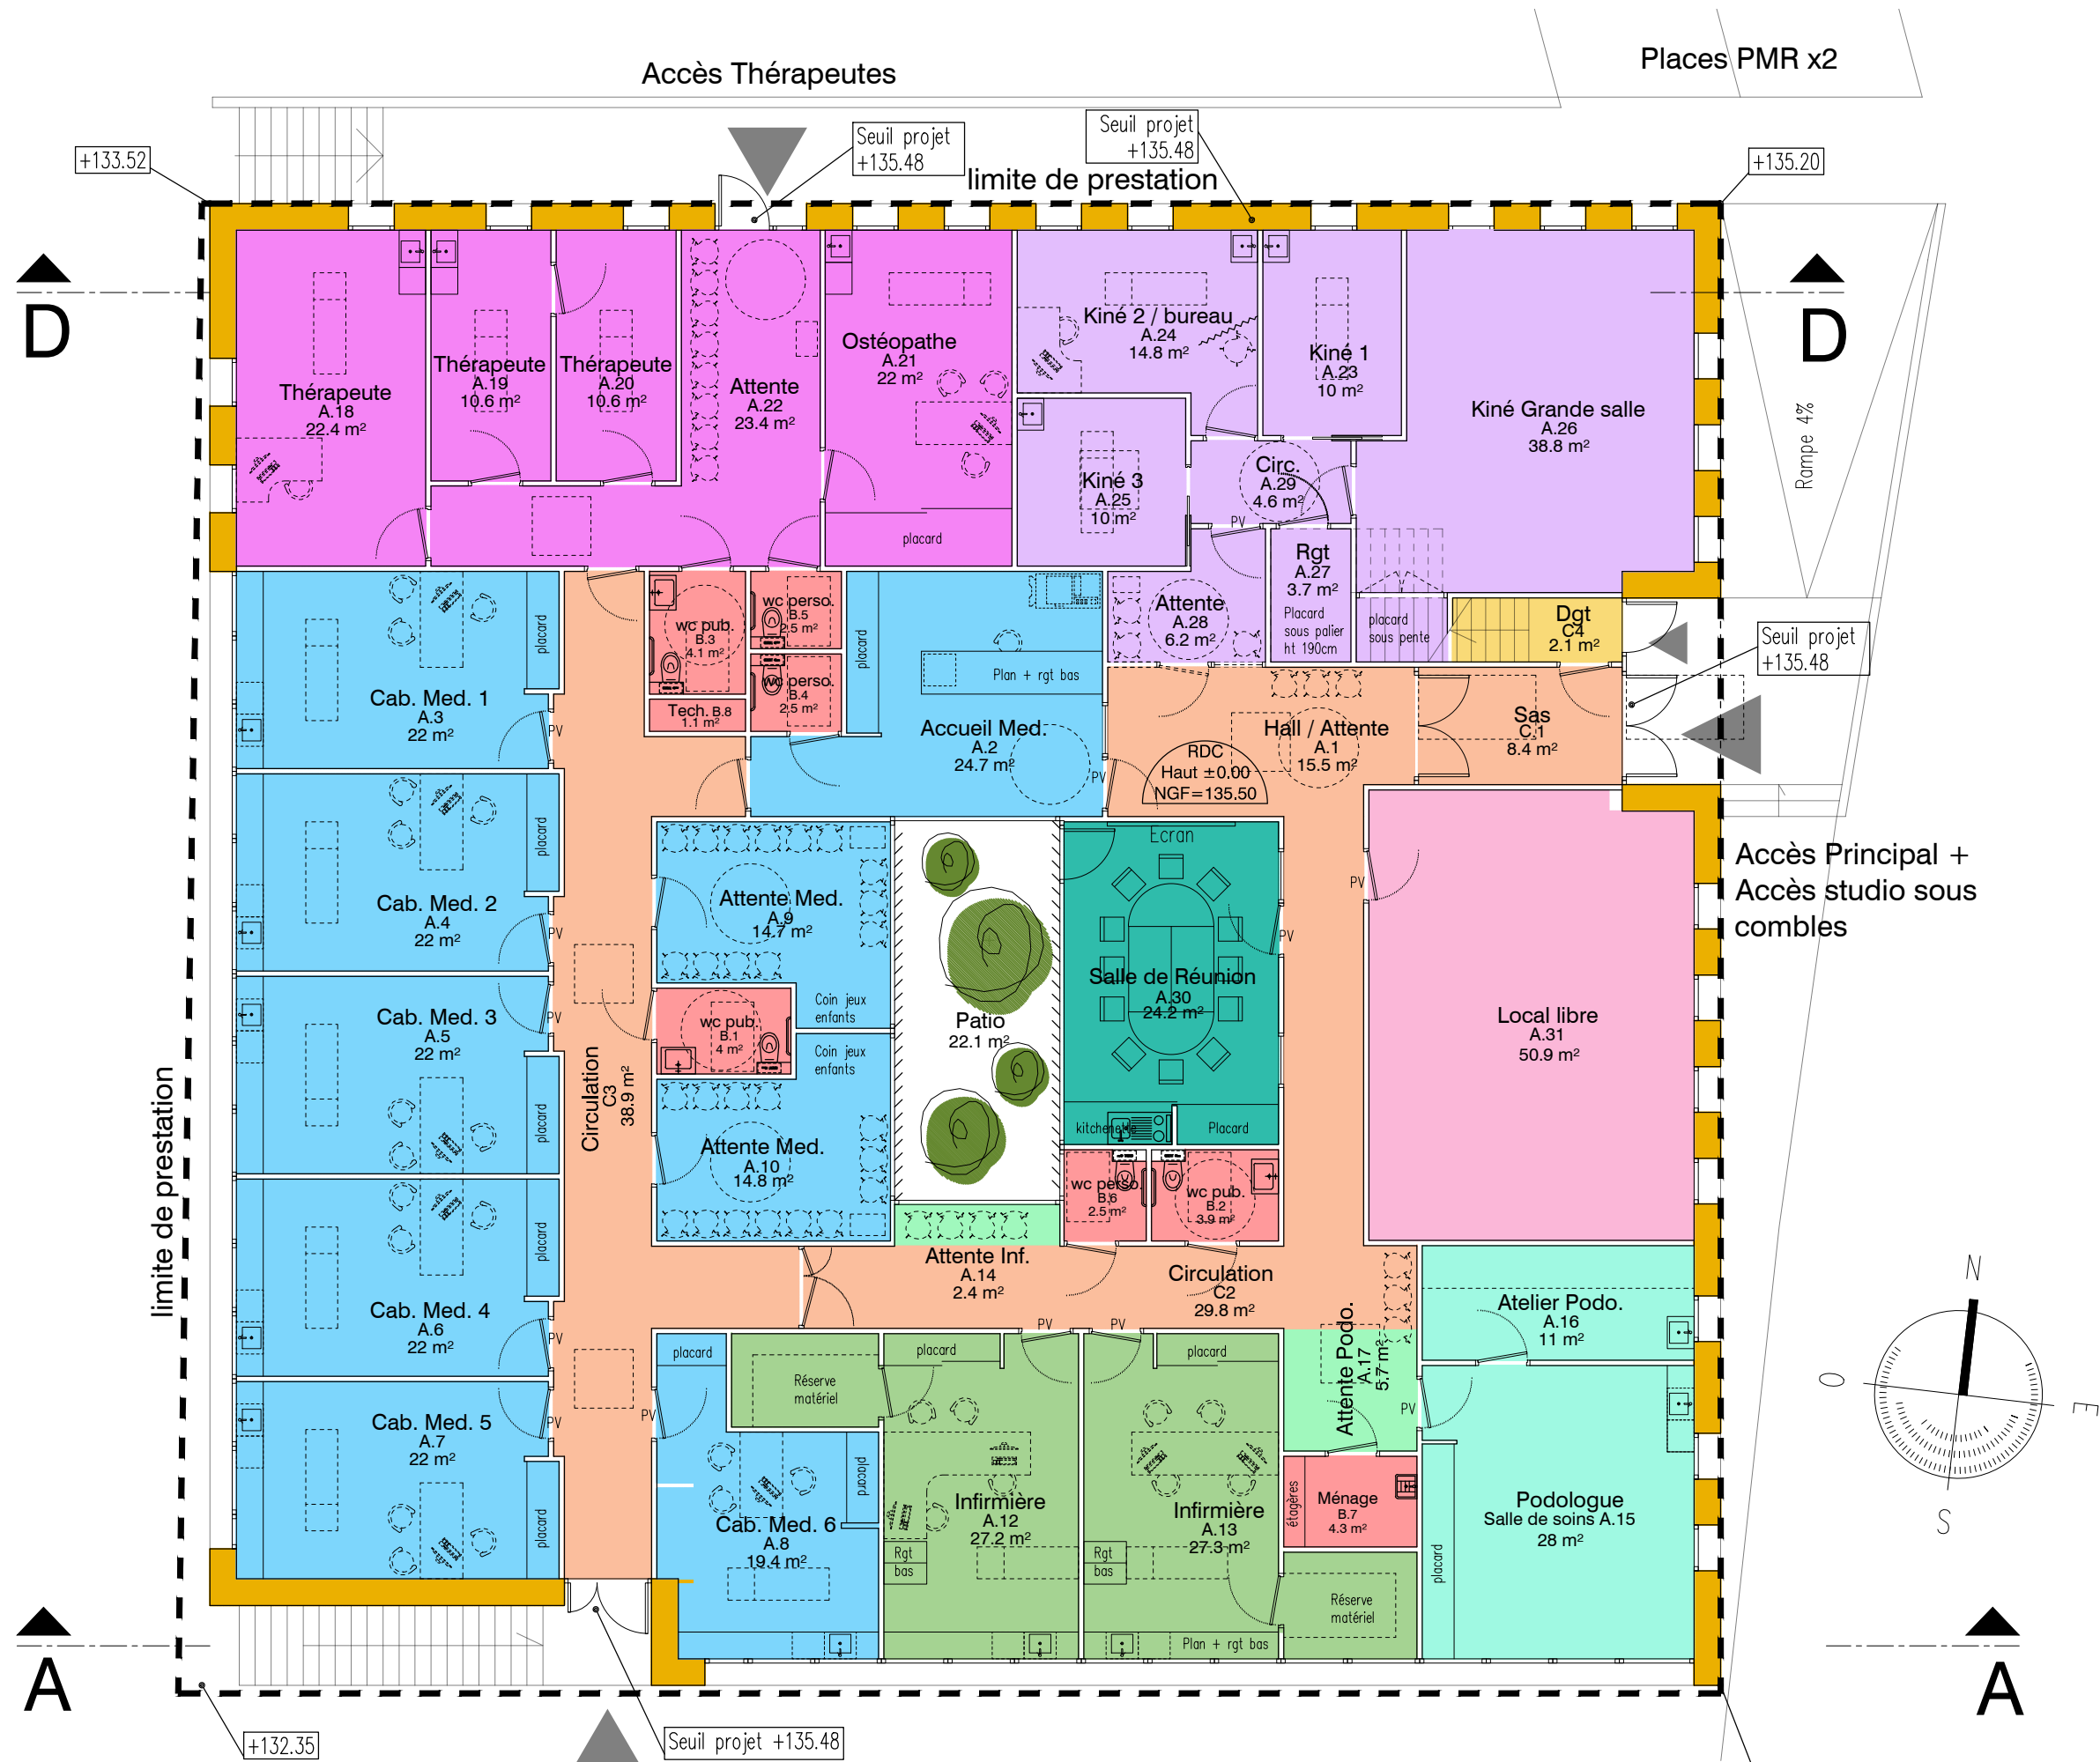 Places PMR x2
Accès Thérapeutes
Seuil projet
+135.48
Seuil projet
+135.48
+133.52
+135.20
limite de prestation
D
D
Thérapeute
A.18
22.4 m²
Thérapeute
A.19
10.6 m²
Thérapeute
A.20
10.6 m²
Attente
A.22
23.4 m²
Ostéopathe
A.21
22 m²
placard
Kiné 2 / bureau
A.24
14.8 m²
Kiné 1
A.23
10 m²
Kiné Grande salle
A.26
38.8 m²
Rampe 4%
Kiné 3
A.25
10 m²
Circ.
A.29
4.6 m²
PV
Rgt
A.27
3.7 m²
Placard
sous palier
ht 190cm
placard
sous pente
Dgt
C4
2.1 m²
Attente
A.28
6.2 m²
Seuil projet
+135.48
Cab. Med. 1
A.3
22 m²
placard
PV
wc pub.
B.3
4.1 m²
wc perso.
B.5
2.5 m²
wc perso.
B.4
2.5 m²
Tech. B.8
1.1 m²
placard
Plan + rgt bas
Accueil Med.
A.2
24.7 m²
PV
Hall / Attente
A.1
15.5 m²
RDC
Haut ±0.00
NGF=135.50
Sas
C.1
8.4 m²
Cab. Med. 2
A.4
22 m²
placard
PV
Attente Med.
A.9
14.7 m²
Coin jeux
enfants
wc pub.
B.1
4 m²
Coin jeux
enfants
Attente Med.
A.10
14.8 m²
Patio
22.1 m²
Ecran
Salle de Réunion
A.30
24.2 m²
PV
kitchenette
Placard
PV
Local libre
A.31
50.9 m²
Accès Principal +
Accès studio sous
combles
Cab. Med. 3
A.5
22 m²
placard
PV
Circulation
C3
38.9 m²
limite de prestation
wc perso.
B.6
2.5 m²
wc pub.
B.2
3.9 m²
Cab. Med. 4
A.6
22 m²
placard
PV
Attente Inf.
A.14
2.4 m²
Circulation
C2
29.8 m²
PV
PV
Attente Podo.
A.17
5.7 m²
Atelier Podo.
A.16
11 m²
N
O
E
S
Cab. Med. 5
A.7
22 m²
placard
PV
PV
placard
Réserve
matériel
placard
placard
PV
Cab. Med. 6
A.8
19.4 m²
placard
Infirmière
A.12
27.2 m²
Rgt
bas
Infirmière
A.13
27.3 m²
Rgt
bas
Plan + rgt bas
étagères
Ménage
B.7
4.3 m²
Réserve
matériel
placard
Podologue
Salle de soins A.15
28 m²
A
A
+132.35
Seuil projet +135.48